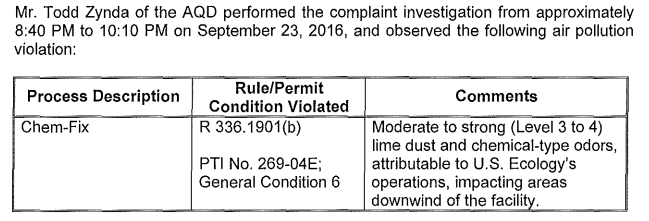 Mr. Todd Zynda of the AQD performed the complaint investigation from approximately
8:40 PM to 10:10 PM on September 23, 2016, and observed the following air pollution
violation:
Process Description
Rule/Permit
Condition Violated
Comments
Chem-Fix
R 336.1901(b)
PTI No. 269-04E;
General Condition 6
Moderate to strong (Level 3 to 4)
lime dust and chemical-type odors,
attributable to U.S. Ecology's
operations, impacting areas
downwind of the facility.